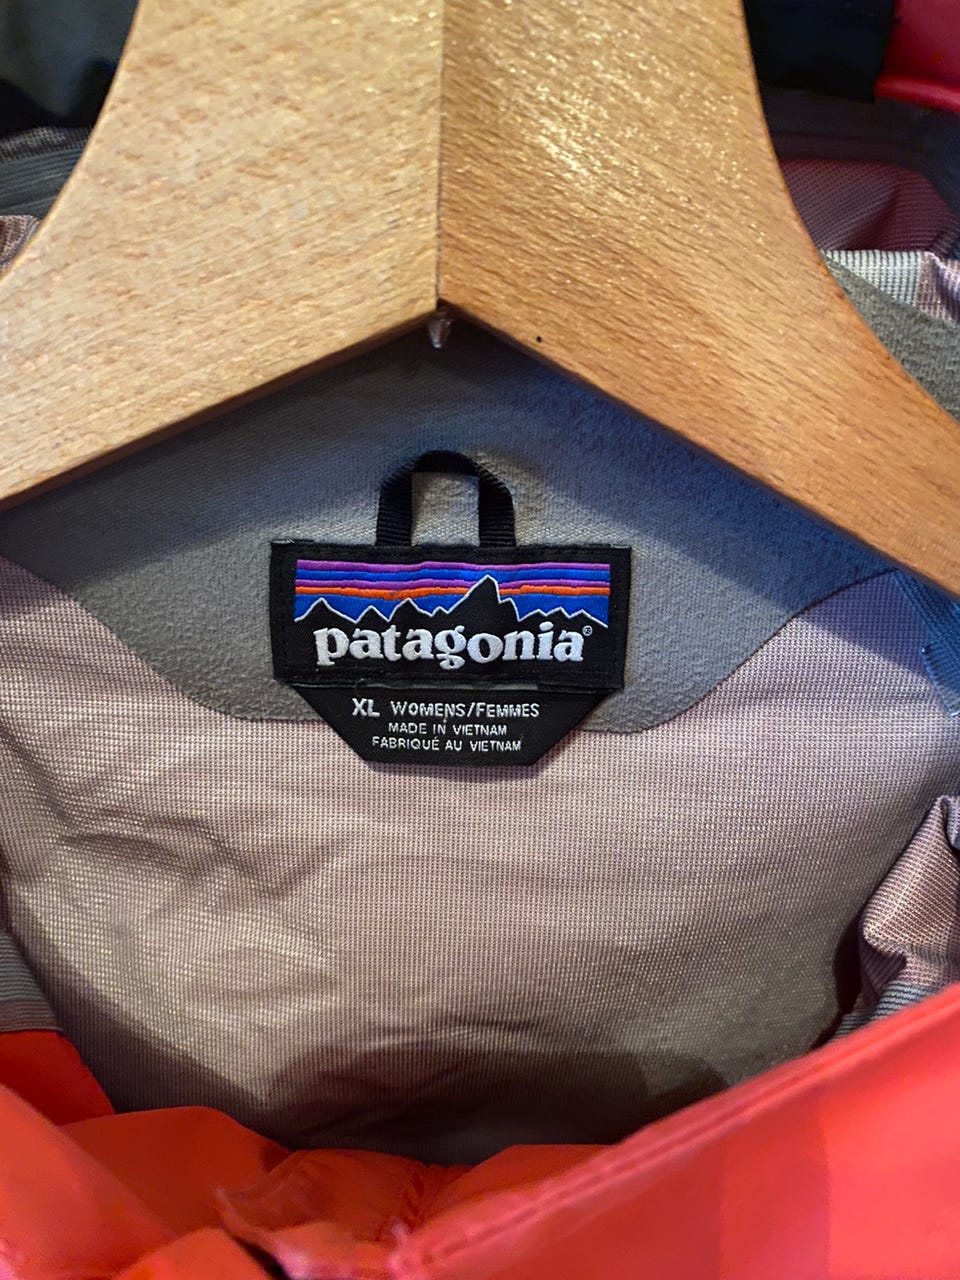 patagonia®
XL WOMENS/FEMMES
MADE IN VIETNAM
FABRIQUÉ AU VIETNAM